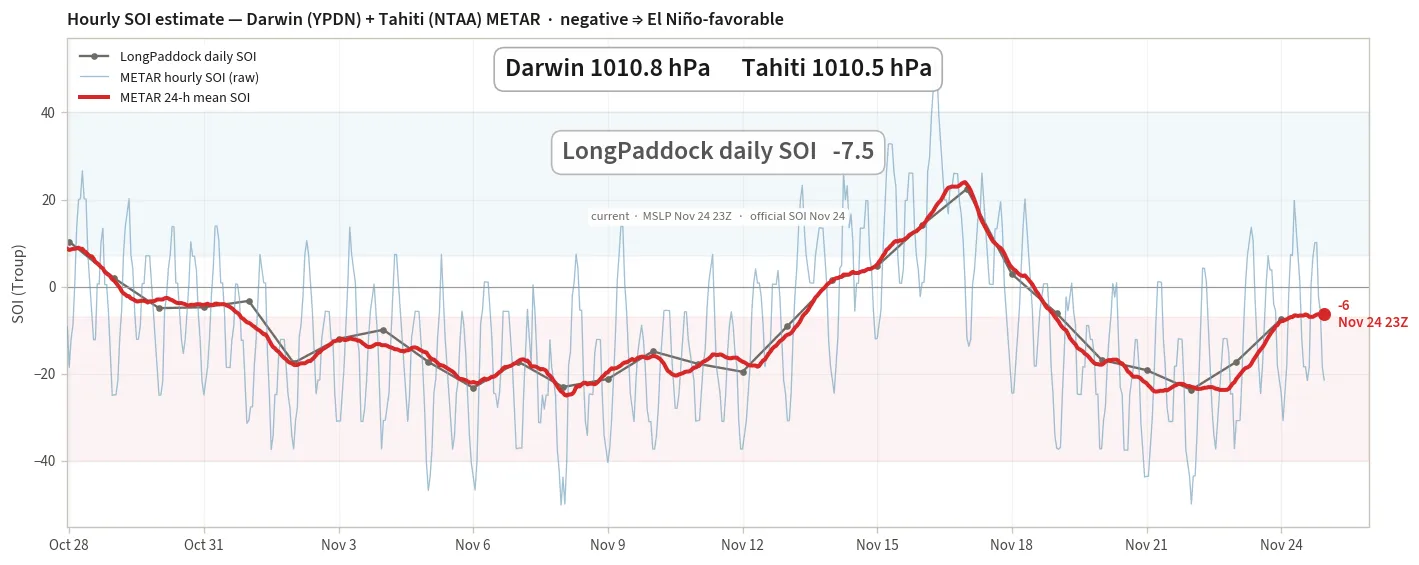 Hourly SOI estimate — Darwin (YPDN) + Tahiti (NTAA) METAR · negative ⇒ El Niño-favorable
LongPaddock daily SOI
METAR hourly SOI (raw)
METAR 24-h mean SOI
Darwin 1010.8 hPa Tahiti 1010.5 hPa
LongPaddock daily SOI -7.5
current · MSLP Nov 24 23Z · official SOI Nov 24
SOI (Troup)
40
20
0
−20
−40
-6
Nov 24 23Z
Oct 28 Oct 31 Nov 3 Nov 6 Nov 9 Nov 12 Nov 15 Nov 18 Nov 21 Nov 24